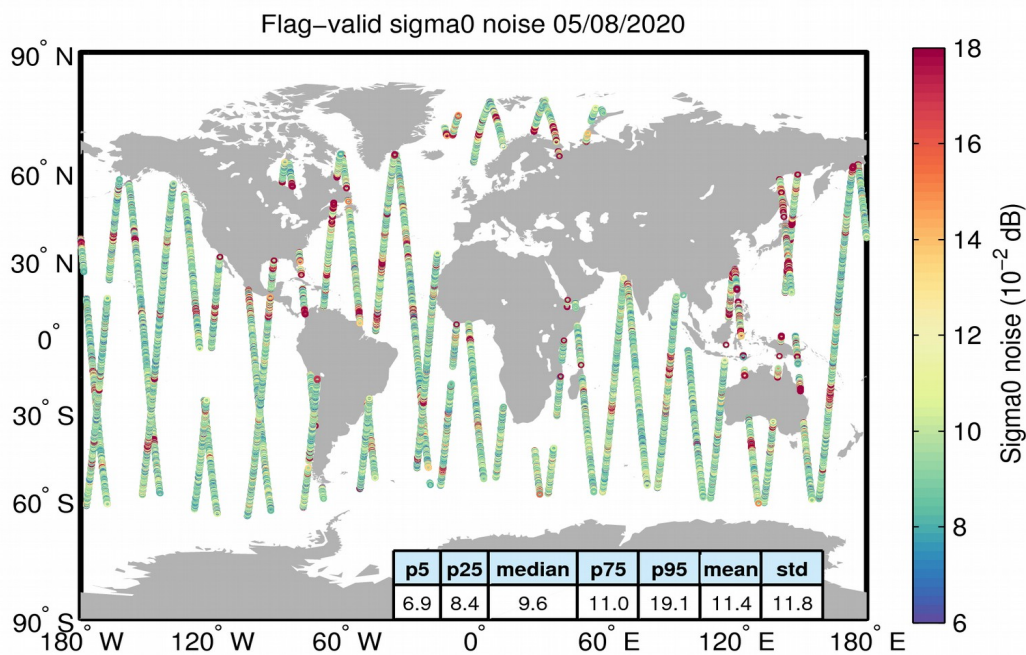 Flag−valid sigma0 noise 05/08/2020
90° N
60° N
30° N
0°
30° S
60° S
90° S
180° W 120° W 60° W 0° 60° E 120° E 180° E
p5 p25 median p75 p95 mean std
6.9 8.4 9.6 11.0 19.1 11.4 11.8
18
16
14
12
10
8
6
Sigma0 noise (10⁻² dB)